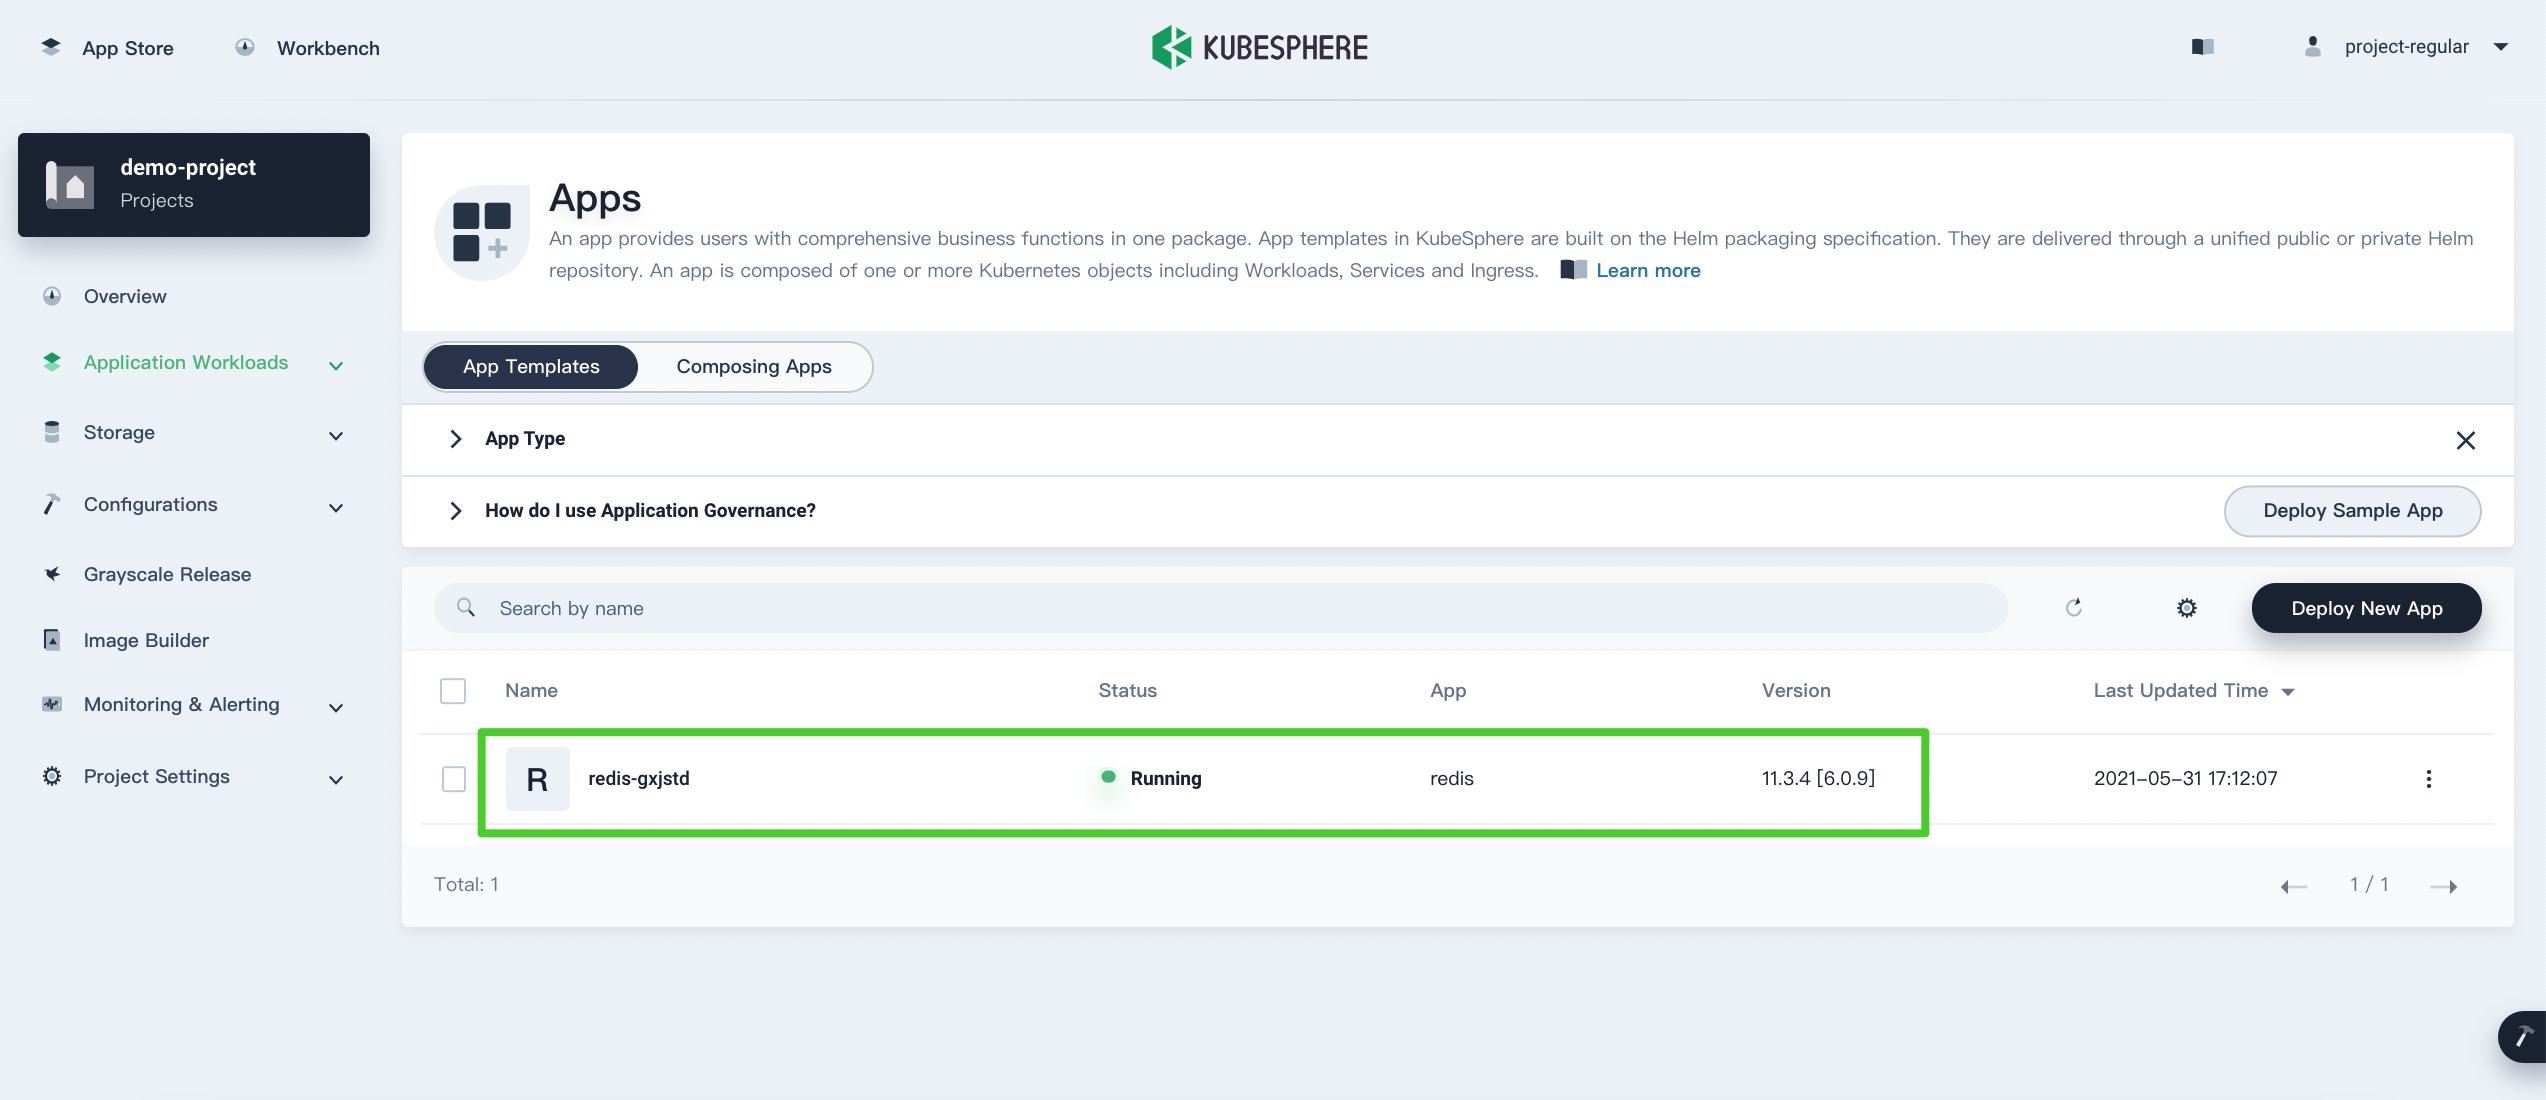 App Store
Workbench
KUBESPHERE
project-regular
demo-project
Projects
Overview
Application Workloads
Storage
Configurations
Grayscale Release
Image Builder
Monitoring & Alerting
Project Settings
Apps
An app provides users with comprehensive business functions in one package. App templates in KubeSphere are built on the Helm packaging specification. They are delivered through a unified public or private Helm
repository. An app is composed of one or more Kubernetes objects including Workloads, Services and Ingress. Learn more
App Templates
Composing Apps
App Type
How do I use Application Governance?
Deploy Sample App
Search by name
Deploy New App
Name Status App Version Last Updated Time
R redis-gxjstd Running redis 11.3.4 [6.0.9] 2021-05-31 17:12:07
Total: 1
1 / 1